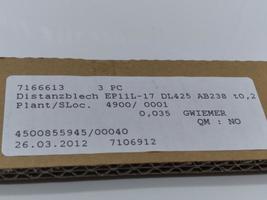 7166613 3 PC
Distanzblech EP11L-17 DL425 AB238 t0,2
Plant/SLoc. 4900/ 0001
0,035 GWIEMER
QM : NO
4500855945/00040
26.03.2012 7106912